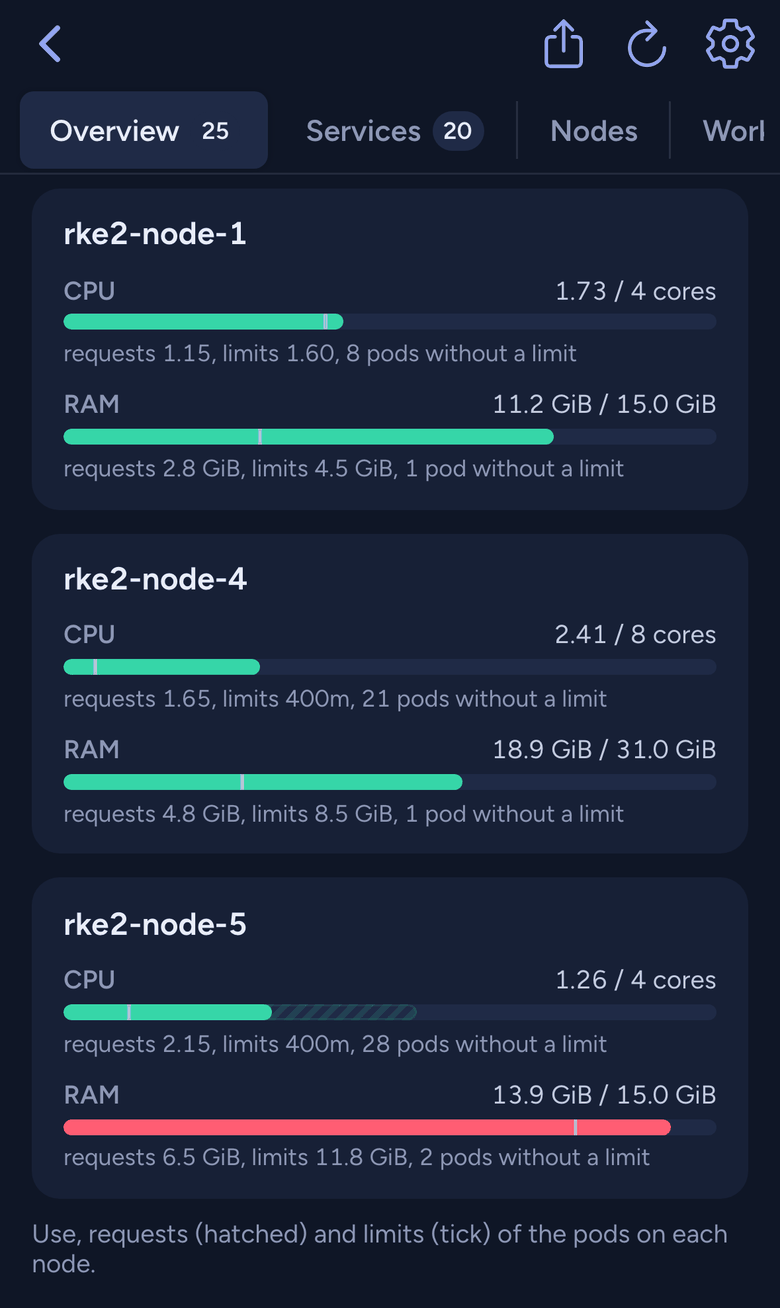 Overview 25
Services 20
Nodes
rke2-node-1
CPU 1.73 / 4 cores
requests 1.15, limits 1.60, 8 pods without a limit
RAM 11.2 GiB / 15.0 GiB
requests 2.8 GiB, limits 4.5 GiB, 1 pod without a limit
rke2-node-4
CPU 2.41 / 8 cores
requests 1.65, limits 400m, 21 pods without a limit
RAM 18.9 GiB / 31.0 GiB
requests 4.8 GiB, limits 8.5 GiB, 1 pod without a limit
rke2-node-5
CPU 1.26 / 4 cores
requests 2.15, limits 400m, 28 pods without a limit
RAM 13.9 GiB / 15.0 GiB
requests 6.5 GiB, limits 11.8 GiB, 2 pods without a limit
Use, requests (hatched) and limits (tick) of the pods on each
node.